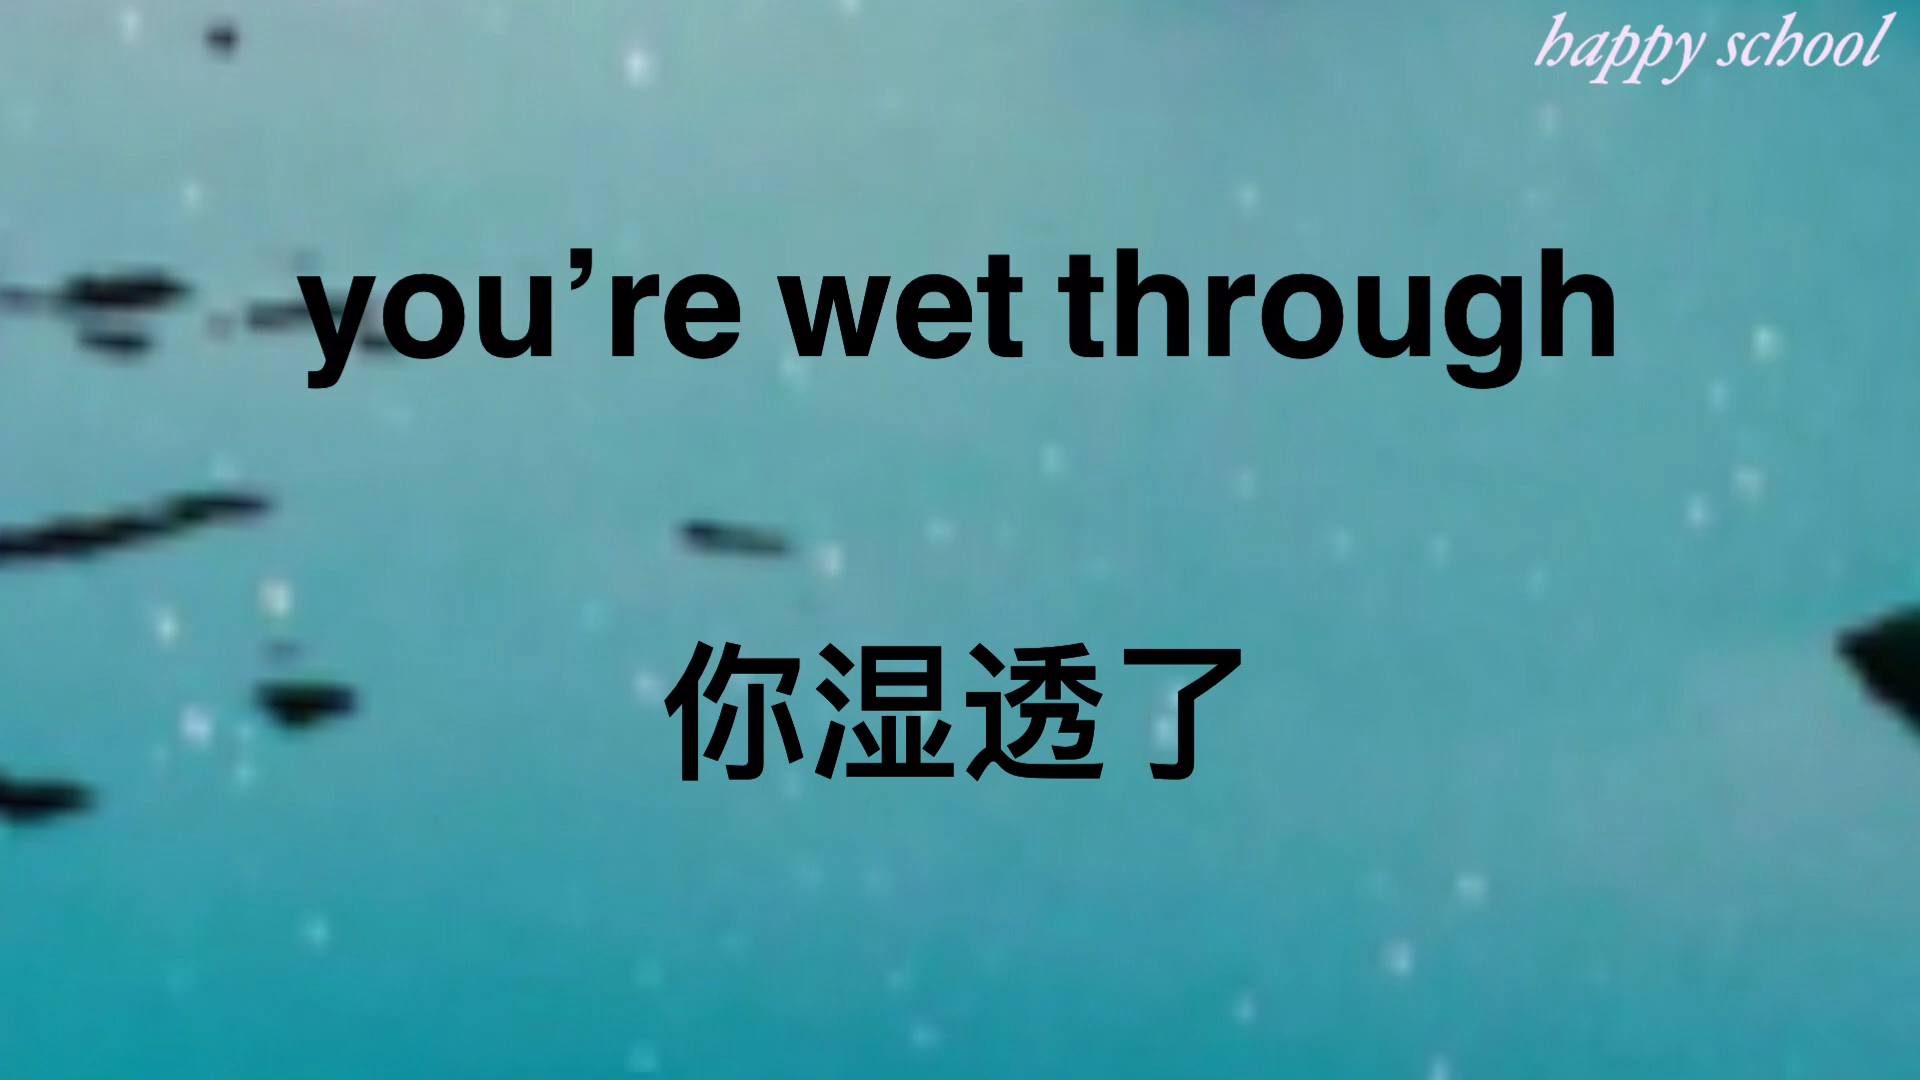 happy school
you’re wet through
你湿透了